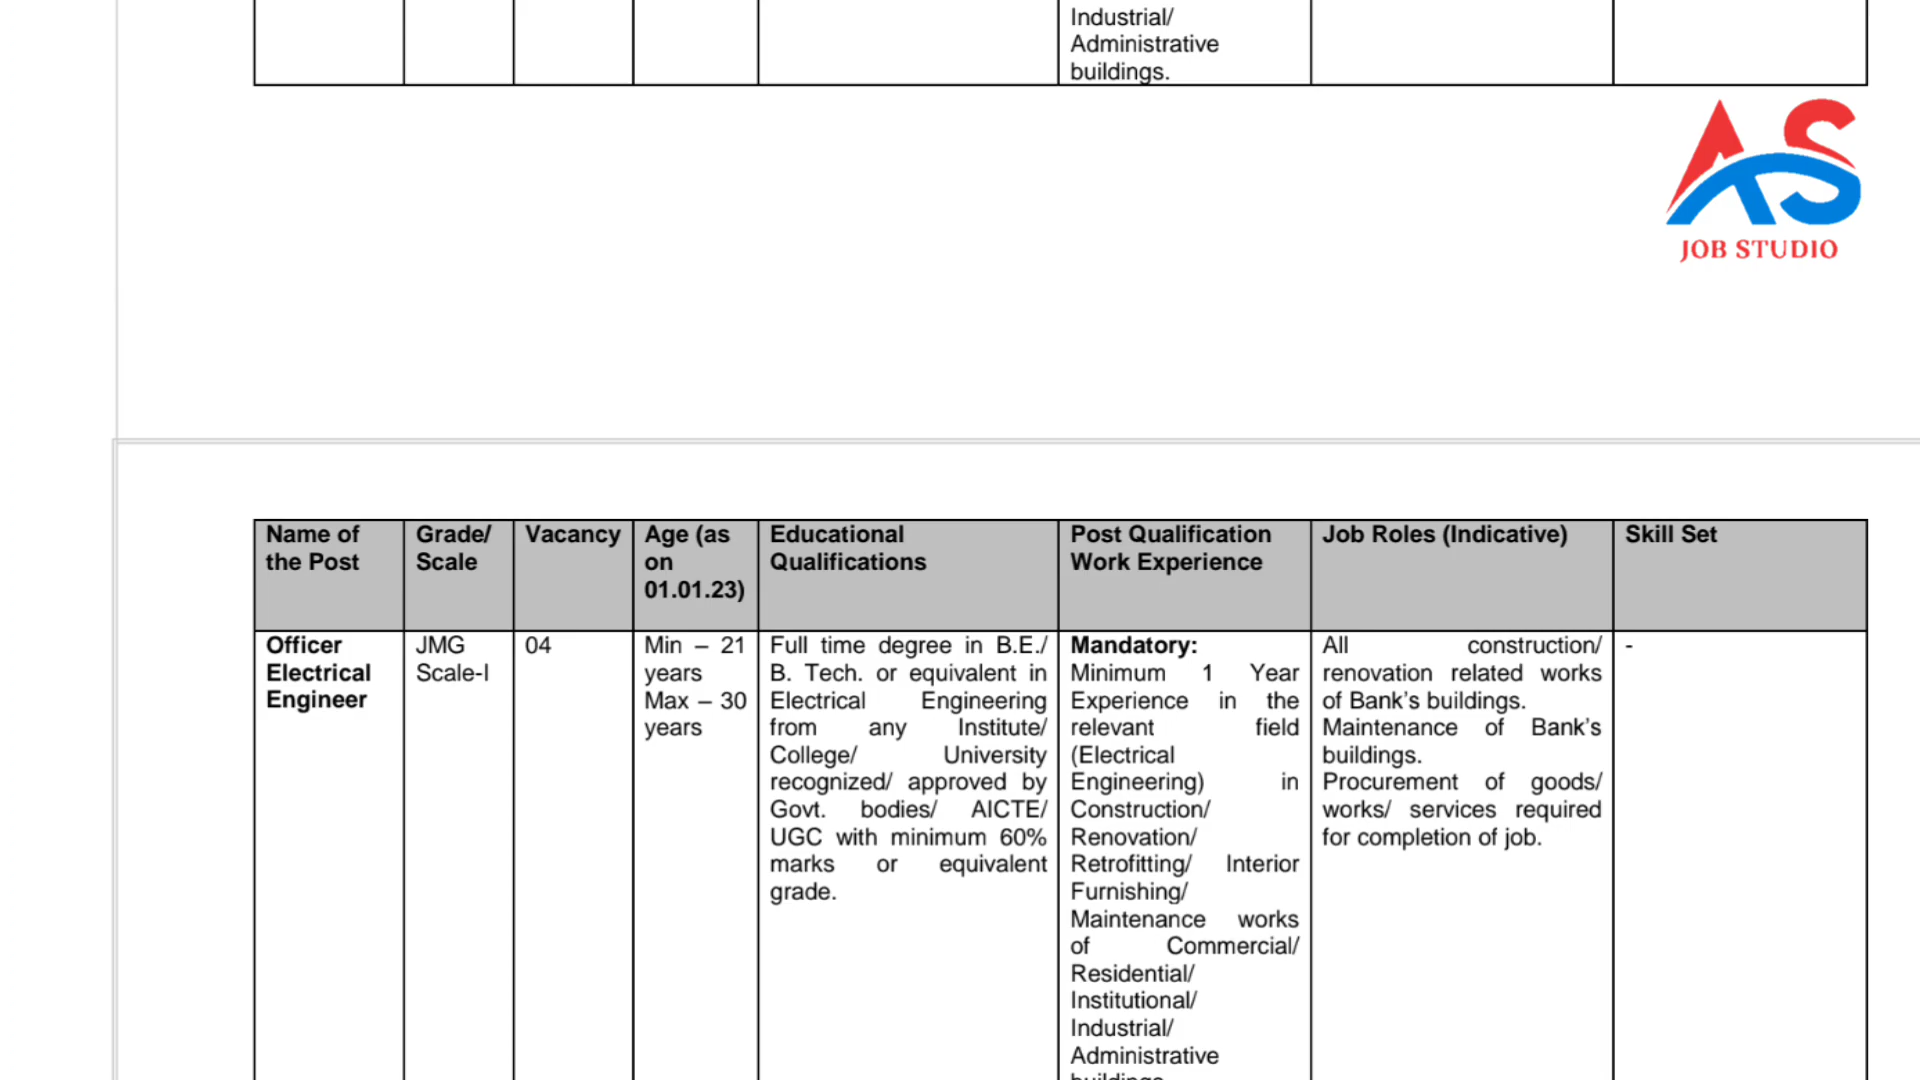 Industrial/
Administrative
buildings.
AS
JOB STUDIO
Name of
the Post
Grade/
Scale
Vacancy
Age (as
on
01.01.23)
Educational
Qualifications
Post Qualification
Work Experience
Job Roles (Indicative)
Skill Set
Officer
Electrical
Engineer
JMG
Scale-I
04
Min – 21
years
Max – 30
years
Full time degree in B.E./
B. Tech. or equivalent in
Electrical Engineering
from any Institute/
College/ University
recognized/ approved by
Govt. bodies/ AICTE/
UGC with minimum 60%
marks or equivalent
grade.
Mandatory:
Minimum 1 Year
Experience in the
relevant field
(Electrical
Engineering) in
Construction/
Renovation/
Retrofitting/ Interior
Furnishing/
Maintenance works
of Commercial/
Residential/
Institutional/
Industrial/
Administrative
buildings
All construction/
renovation related works
of Bank’s buildings.
Maintenance of Bank’s
buildings.
Procurement of goods/
works/ services required
for completion of job.
-